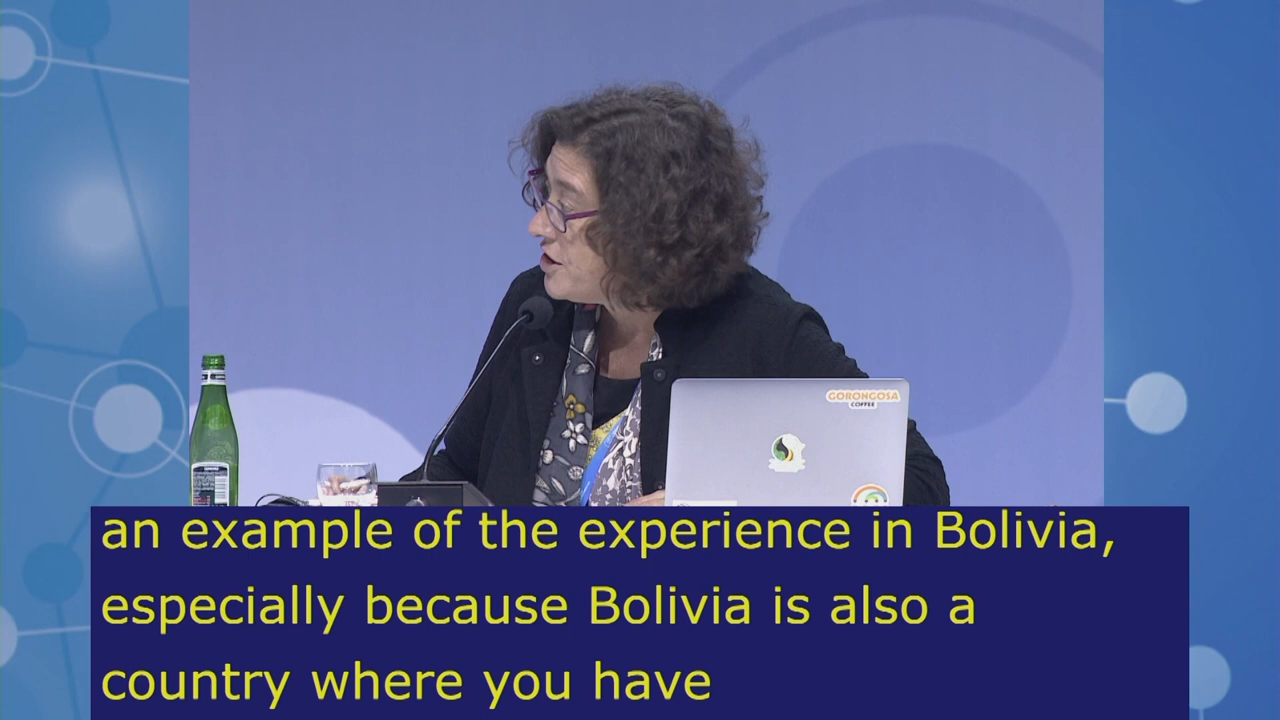 GORONGOSA
COFFEE
an example of the experience in Bolivia,
especially because Bolivia is also a
country where you have